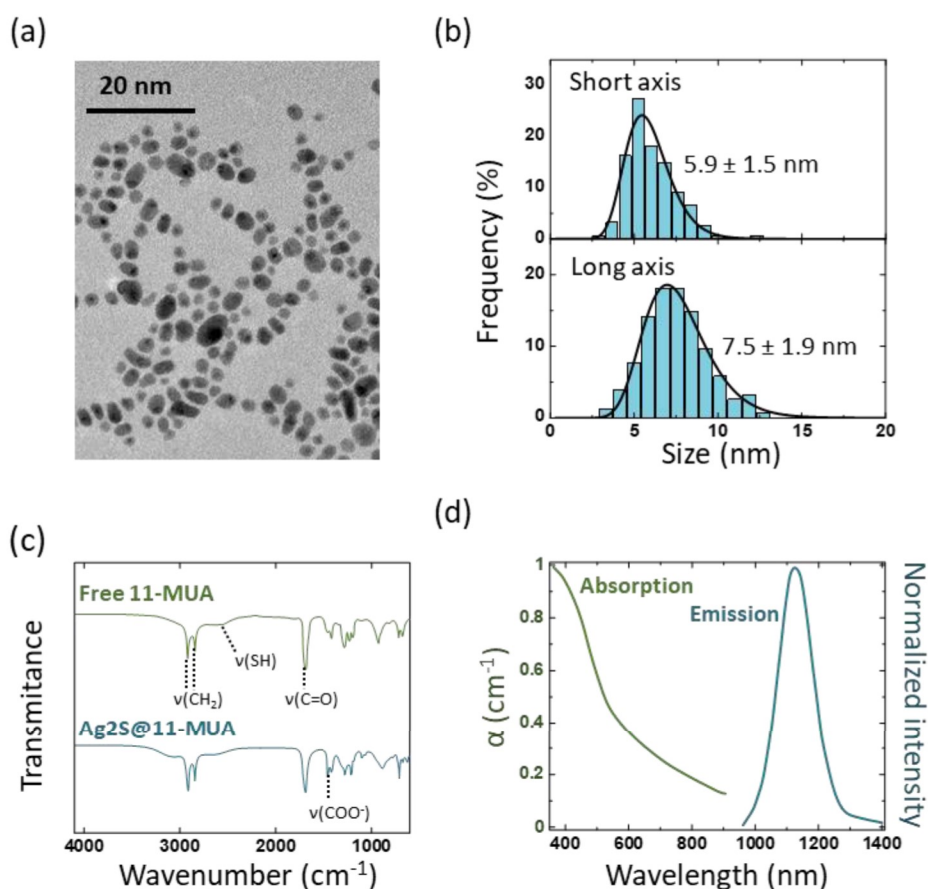 (a)
20 nm
(b)
Frequency (%)
30
20
10
0
Short axis
5.9 ± 1.5 nm
20
10
0
Long axis
7.5 ± 1.9 nm
0 5 10 15 20
Size (nm)
(c)
Transmitance
Free 11-MUA
ν(CH₂)
ν(SH)
ν(C=O)
Ag2S@11-MUA
ν(COO⁻)
4000 3000 2000 1000
Wavenumber (cm⁻¹)
(d)
α (cm⁻¹)
1
0.8
0.6
0.4
0.2
0
Absorption
Emission
Normalized intensity
400 600 800 1000 1200 1400
Wavelength (nm)